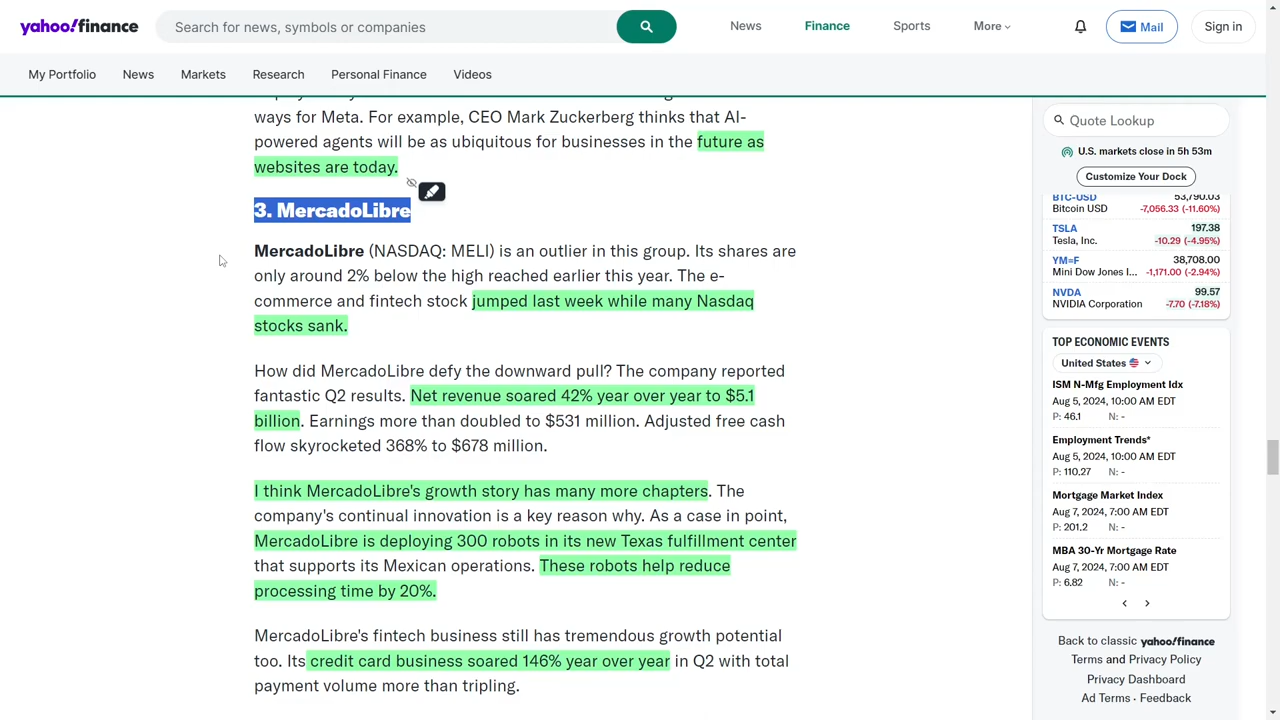 yahoo!finance
Search for news, symbols or companies
News
Finance
Sports
More
Mail
Sign in
My Portfolio
News
Markets
Research
Personal Finance
Videos
ways for Meta. For example, CEO Mark Zuckerberg thinks that AI-
powered agents will be as ubiquitous for businesses in the future as
websites are today.
3. MercadoLibre
MercadoLibre (NASDAQ: MELI) is an outlier in this group. Its shares are
only around 2% below the high reached earlier this year. The e-
commerce and fintech stock jumped last week while many Nasdaq
stocks sank.
How did MercadoLibre defy the downward pull? The company reported
fantastic Q2 results. Net revenue soared 42% year over year to $5.1
billion. Earnings more than doubled to $531 million. Adjusted free cash
flow skyrocketed 368% to $678 million.
I think MercadoLibre's growth story has many more chapters. The
company's continual innovation is a key reason why. As a case in point,
MercadoLibre is deploying 300 robots in its new Texas fulfillment center
that supports its Mexican operations. These robots help reduce
processing time by 20%.
MercadoLibre's fintech business still has tremendous growth potential
too. Its credit card business soared 146% year over year in Q2 with total
payment volume more than tripling.
Quote Lookup
U.S. markets close in 5h 53m
Customize Your Dock
BTC-USD 53,790.03
Bitcoin USD -7,056.33 (-11.60%)
TSLA 197.38
Tesla, Inc. -10.29 (-4.95%)
YM=F 38,708.00
Mini Dow Jones I... -1,171.00 (-2.94%)
NVDA 99.57
NVIDIA Corporation -7.70 (-7.18%)
TOP ECONOMIC EVENTS
United States
ISM N-Mfg Employment Idx
Aug 5, 2024, 10:00 AM EDT
P: 46.1 N: -
Employment Trends*
Aug 5, 2024, 10:00 AM EDT
P: 110.27 N: -
Mortgage Market Index
Aug 7, 2024, 7:00 AM EDT
P: 201.2 N: -
MBA 30-Yr Mortgage Rate
Aug 7, 2024, 7:00 AM EDT
P: 6.82 N: -
Back to classic yahoo!finance
Terms and Privacy Policy
Privacy Dashboard
Ad Terms · Feedback